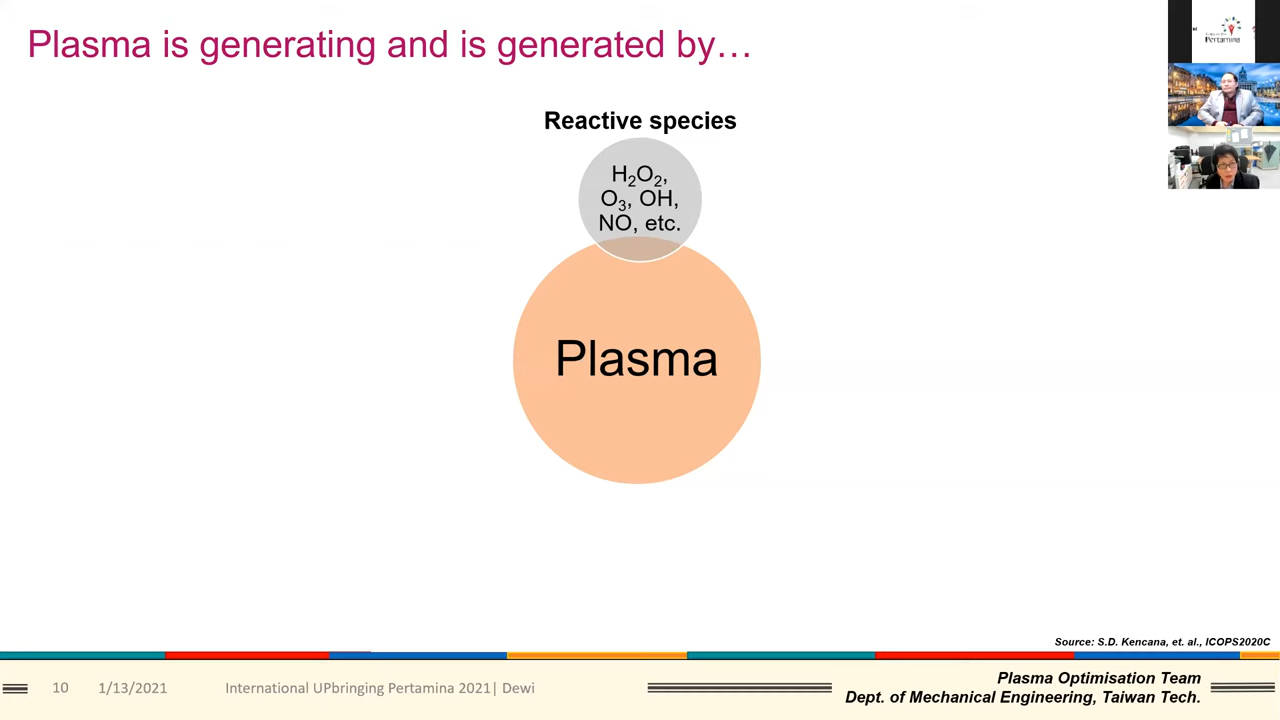 Plasma is generating and is generated by…
Pertamina
Reactive species
H₂O₂,
O₃, OH,
NO, etc.
Plasma
Source: S.D. Kencana, et. al., ICOPS2020C
10
1/13/2021
International UPbringing Pertamina 2021| Dewi
Plasma Optimisation Team
Dept. of Mechanical Engineering, Taiwan Tech.